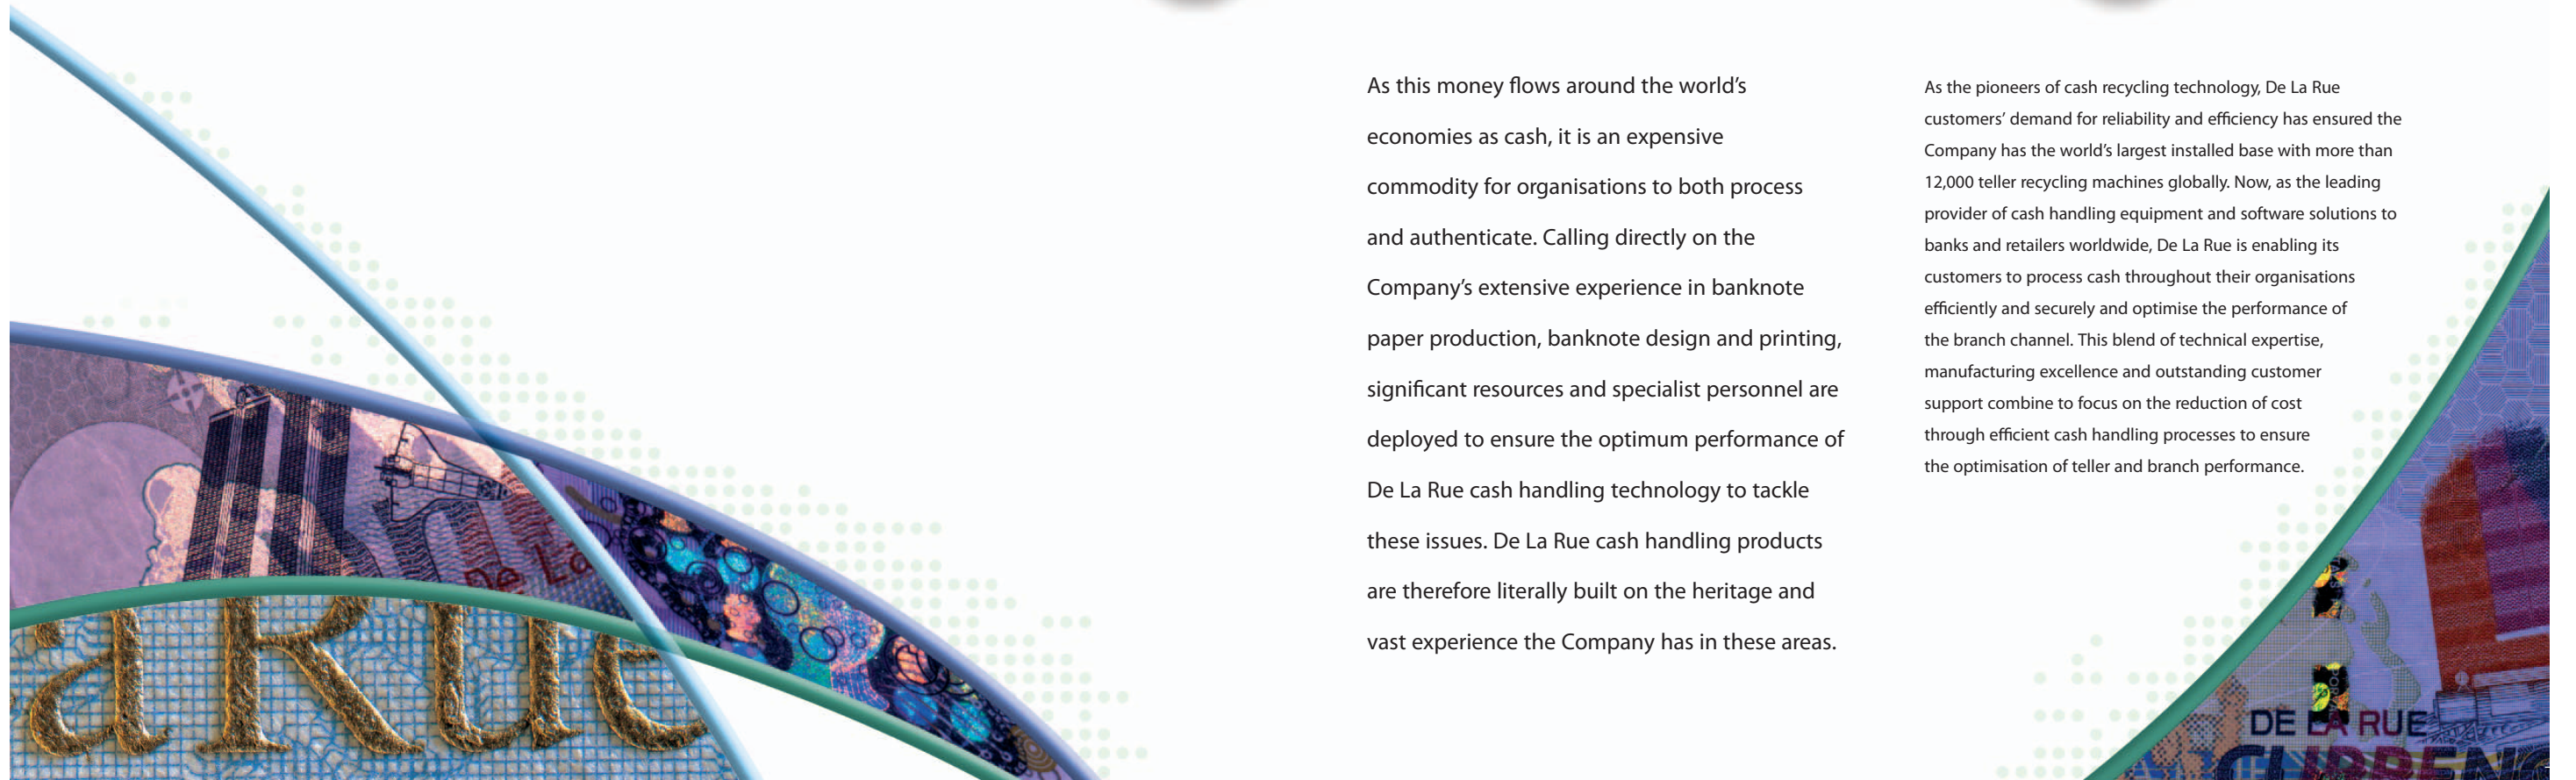 As this money flows around the world’s
economies as cash, it is an expensive
commodity for organisations to both process
and authenticate. Calling directly on the
Company’s extensive experience in banknote
paper production, banknote design and printing,
significant resources and specialist personnel are
deployed to ensure the optimum performance of
De La Rue cash handling technology to tackle
these issues. De La Rue cash handling products
are therefore literally built on the heritage and
vast experience the Company has in these areas.
As the pioneers of cash recycling technology, De La Rue
customers’ demand for reliability and efficiency has ensured the
Company has the world’s largest installed base with more than
12,000 teller recycling machines globally. Now, as the leading
provider of cash handling equipment and software solutions to
banks and retailers worldwide, De La Rue is enabling its
customers to process cash throughout their organisations
efficiently and securely and optimise the performance of
the branch channel. This blend of technical expertise,
manufacturing excellence and outstanding customer
support combine to focus on the reduction of cost
through efficient cash handling processes to ensure
the optimisation of teller and branch performance.
De La
a Rue
DE LA RUE
CURRENC